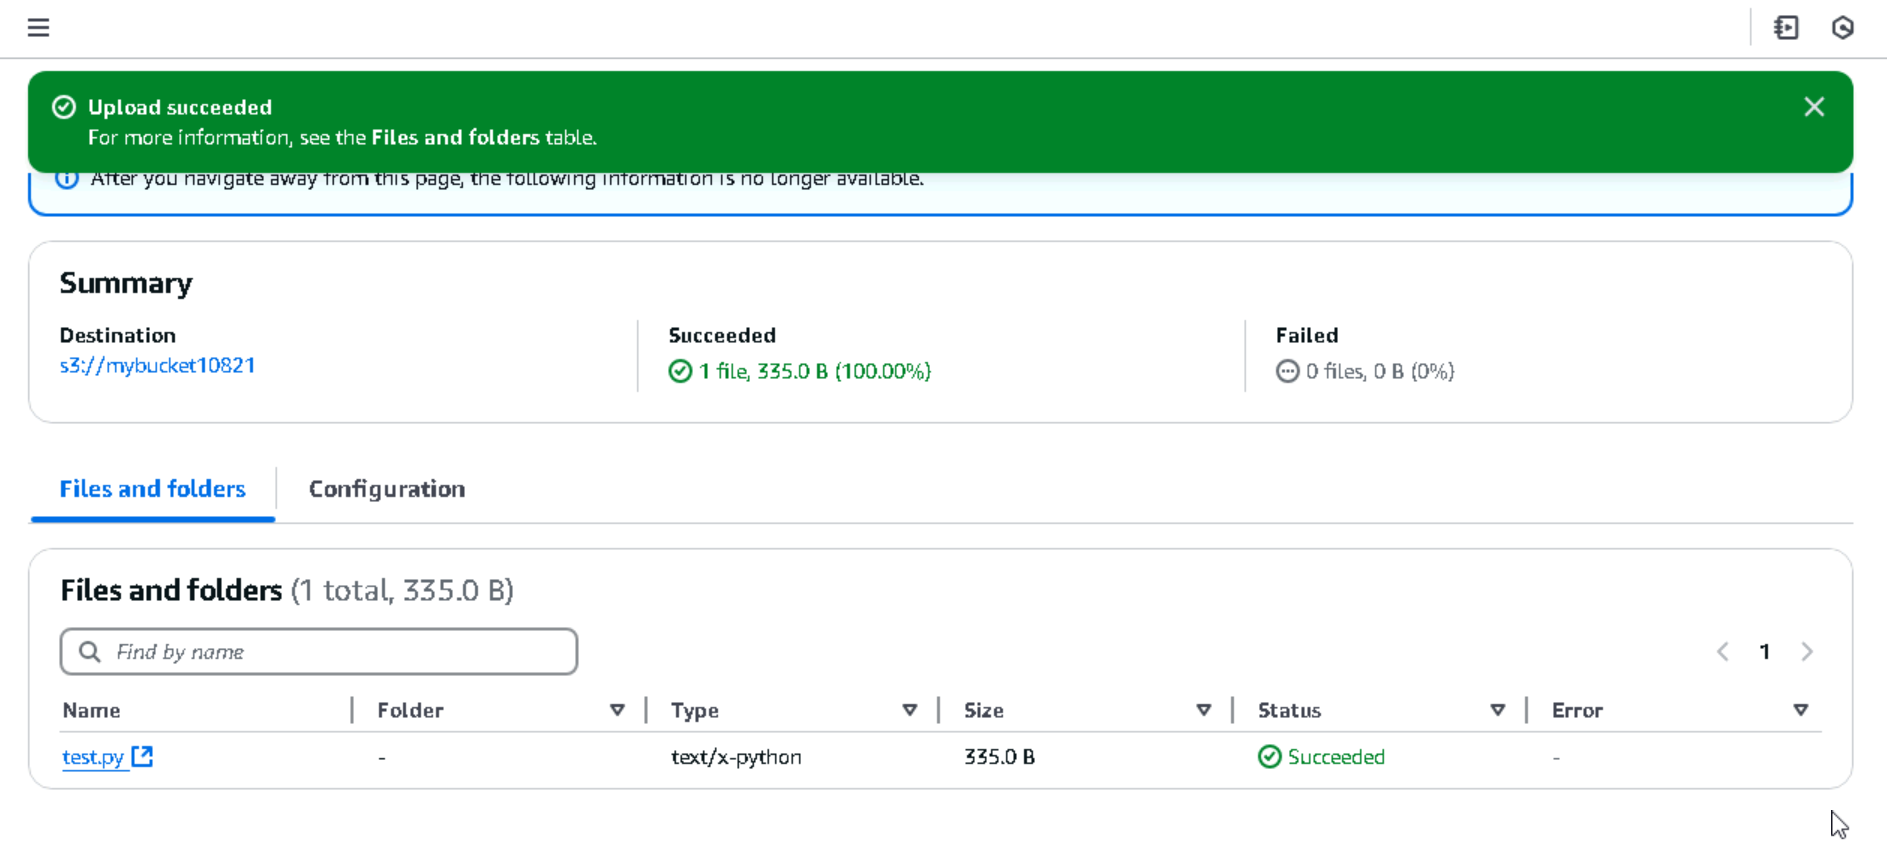 Upload succeeded
For more information, see the Files and folders table.
After you navigate away from this page, the following information is no longer available.
Summary
Destination
s3://mybucket10821
Succeeded
1 file, 335.0 B (100.00%)
Failed
0 files, 0 B (0%)
Files and folders
Configuration
Files and folders (1 total, 335.0 B)
Find by name
1
Name Folder Type Size Status Error
test.py - text/x-python 335.0 B Succeeded -